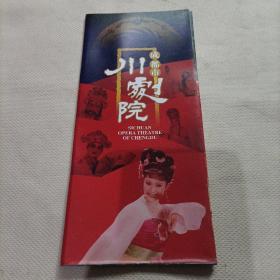 成都市
川剧院
SICHUAN
OPERA THEATRE
OF CHENGDU